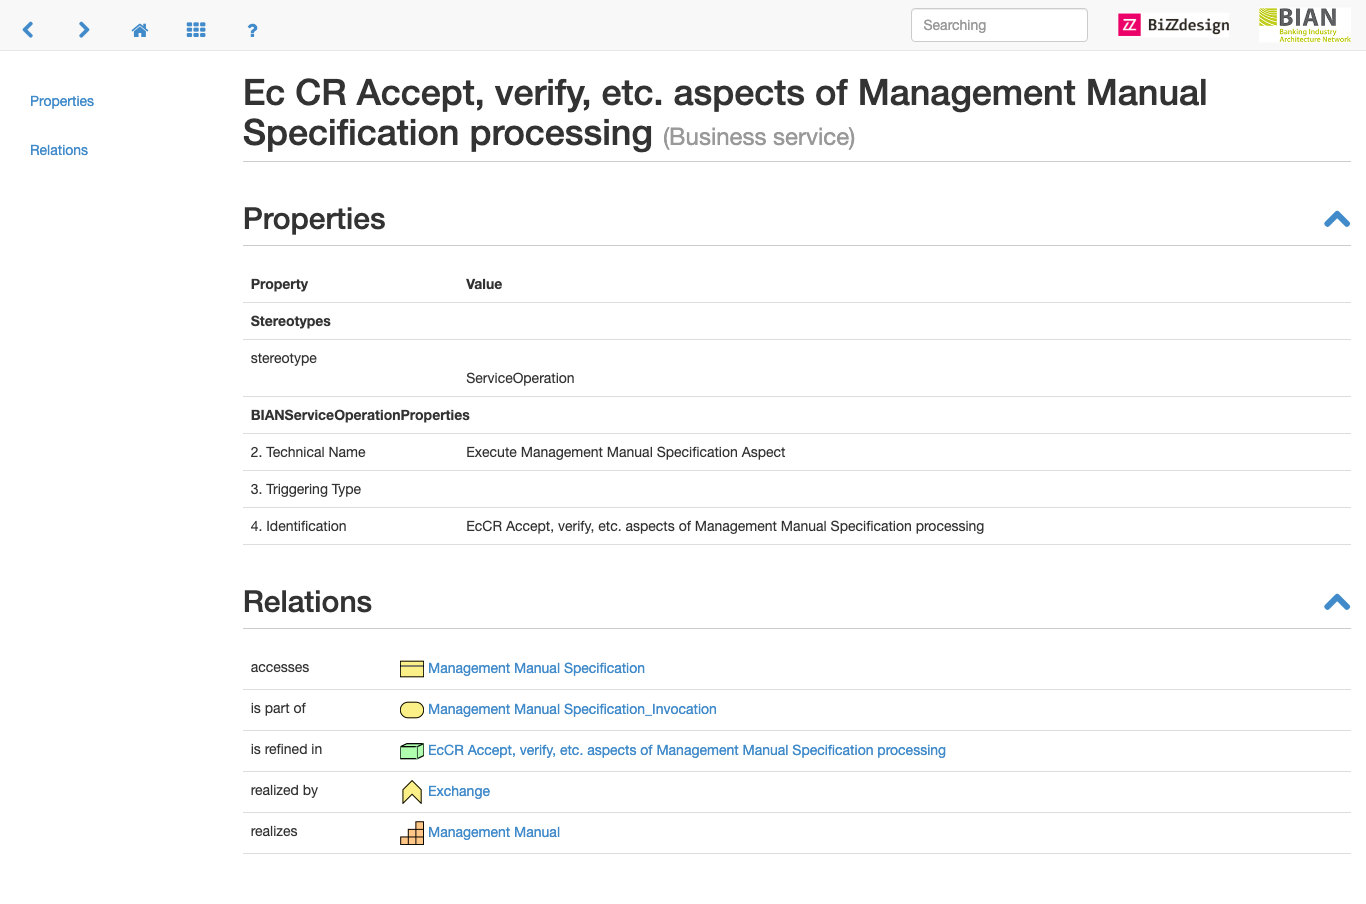 ?
Searching
BiZZdesign
BIAN
Banking Industry
Architecture Network
Properties
Relations
Ec CR Accept, verify, etc. aspects of Management Manual
Specification processing (Business service)
Properties
Property Value
Stereotypes
stereotype
ServiceOperation
BIANServiceOperationProperties
2. Technical Name Execute Management Manual Specification Aspect
3. Triggering Type
4. Identification EcCR Accept, verify, etc. aspects of Management Manual Specification processing
Relations
accesses Management Manual Specification
is part of Management Manual Specification_Invocation
is refined in EcCR Accept, verify, etc. aspects of Management Manual Specification processing
realized by Exchange
realizes Management Manual